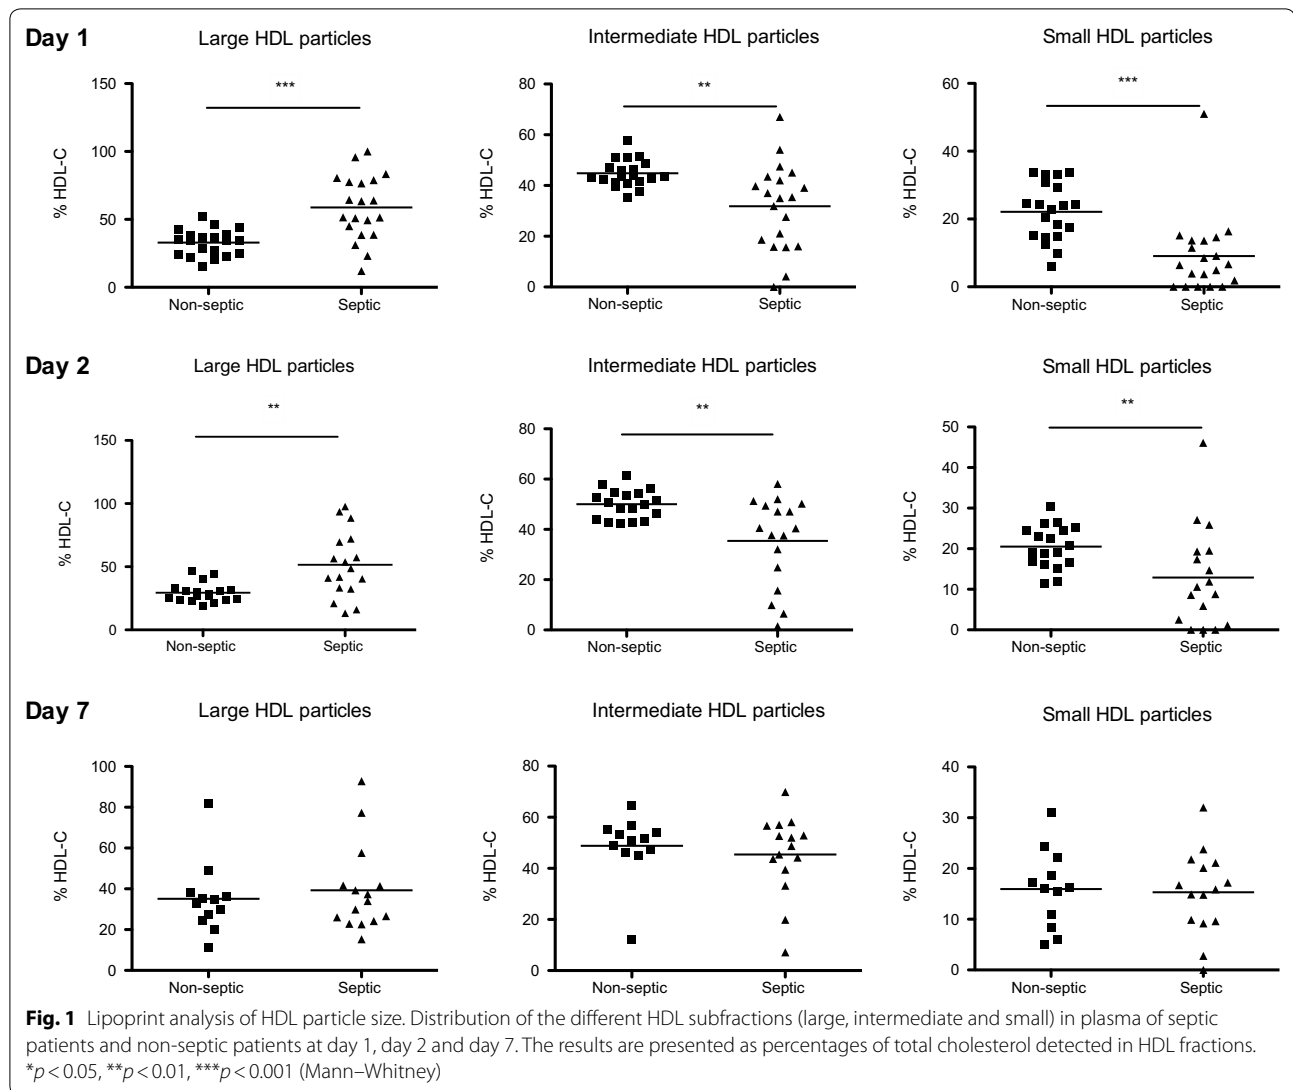 Day 1
Large HDL particles
Intermediate HDL particles
Small HDL particles
***
**
***
% HDL-C
150
100
50
0
Non-septic Septic
% HDL-C
80
60
40
20
0
Non-septic Septic
% HDL-C
60
40
20
0
Non-septic Septic
Day 2
Large HDL particles
Intermediate HDL particles
Small HDL particles
**
**
**
% HDL-C
150
100
50
0
Non-septic Septic
% HDL-C
80
60
40
20
0
Non-septic Septic
% HDL-C
50
40
30
20
10
0
Non-septic Septic
Day 7
Large HDL particles
Intermediate HDL particles
Small HDL particles
% HDL-C
100
80
60
40
20
0
Non-septic Septic
% HDL-C
80
60
40
20
0
Non-septic Septic
% HDL-C
40
30
20
10
0
Non-septic Septic
Fig. 1 Lipoprint analysis of HDL particle size. Distribution of the different HDL subfractions (large, intermediate and small) in plasma of septic
patients and non-septic patients at day 1, day 2 and day 7. The results are presented as percentages of total cholesterol detected in HDL fractions.
*p < 0.05, **p < 0.01, ***p < 0.001 (Mann–Whitney)